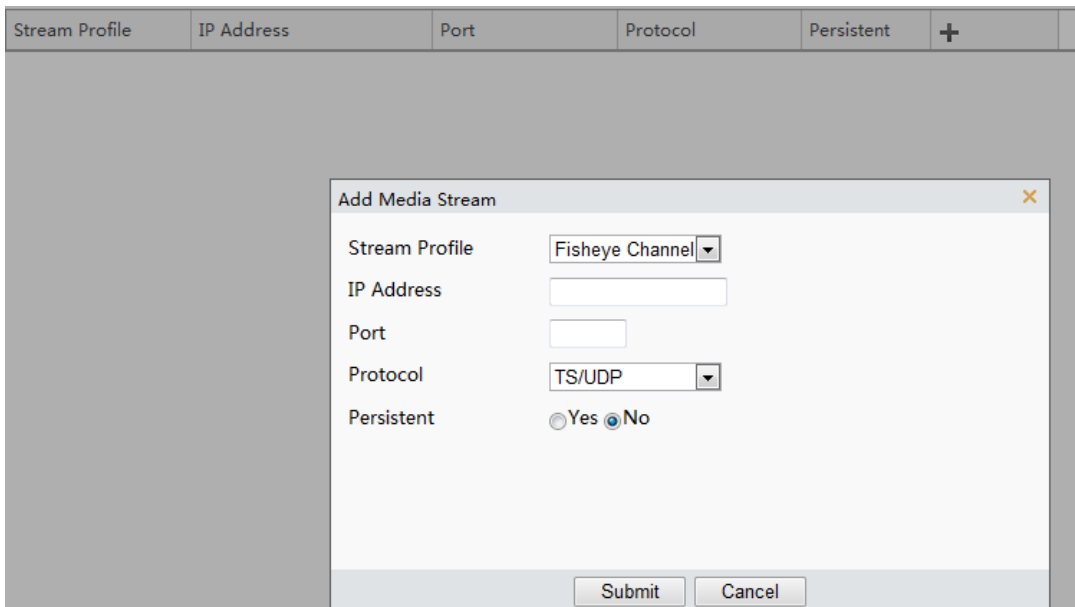 Stream Profile IP Address Port Protocol Persistent +
Add Media Stream ×
Stream Profile Fisheye Channel
IP Address
Port
Protocol TS/UDP
Persistent Yes No
Submit Cancel